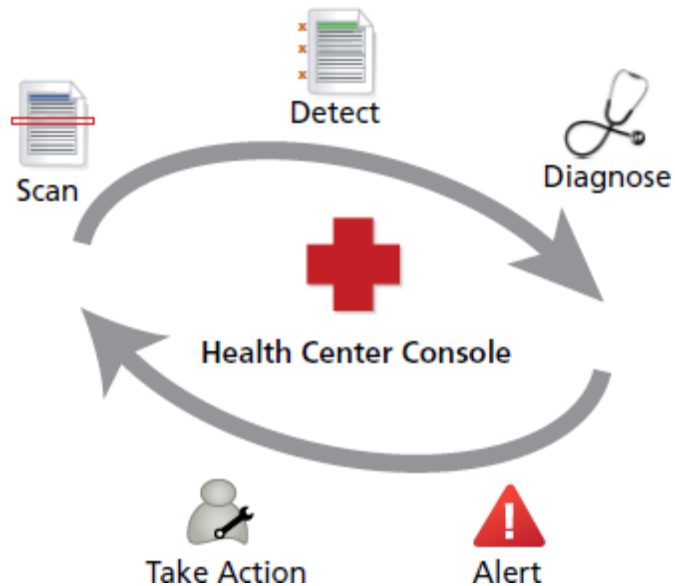 Detect
Scan
Diagnose
Health Center Console
Take Action
Alert